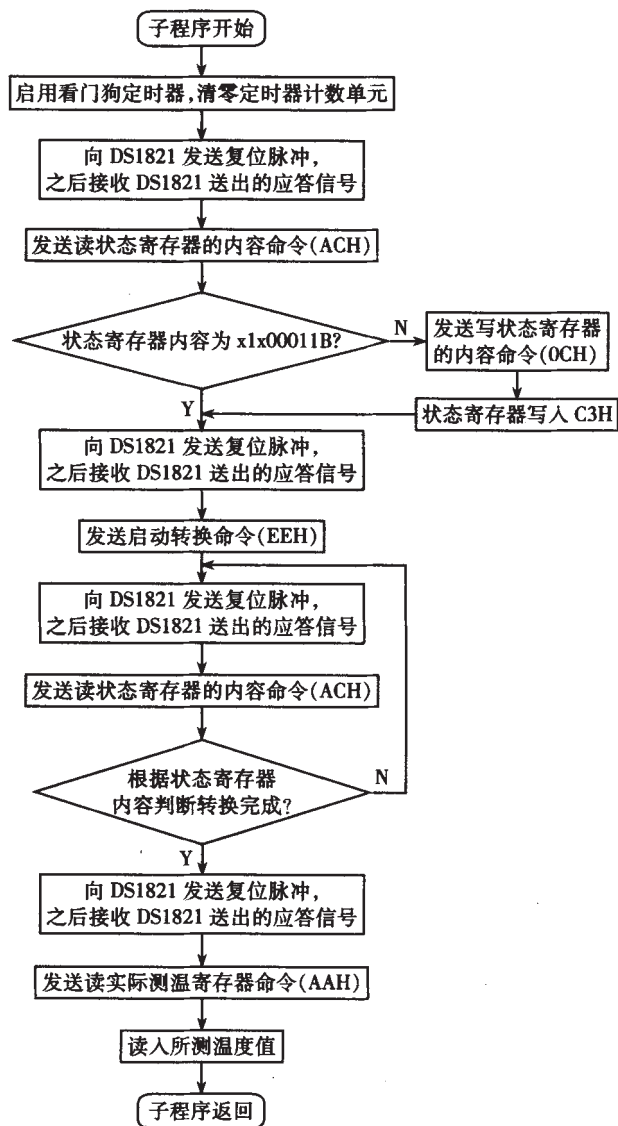 子程序开始
启用看门狗定时器,清零定时器计数单元
向 DS1821 发送复位脉冲,
之后接收 DS1821 送出的应答信号
发送读状态寄存器的内容命令(ACH)
状态寄存器内容为 x1x00011B?
N
发送写状态寄存器
的内容命令(0CH)
Y
状态寄存器写入 C3H
向 DS1821 发送复位脉冲,
之后接收 DS1821 送出的应答信号
发送启动转换命令(EEH)
向 DS1821 发送复位脉冲,
之后接收 DS1821 送出的应答信号
发送读状态寄存器的内容命令(ACH)
根据状态寄存器
内容判断转换完成?
N
Y
向 DS1821 发送复位脉冲,
之后接收 DS1821 送出的应答信号
发送读实际测温寄存器命令(AAH)
读入所测温度值
子程序返回